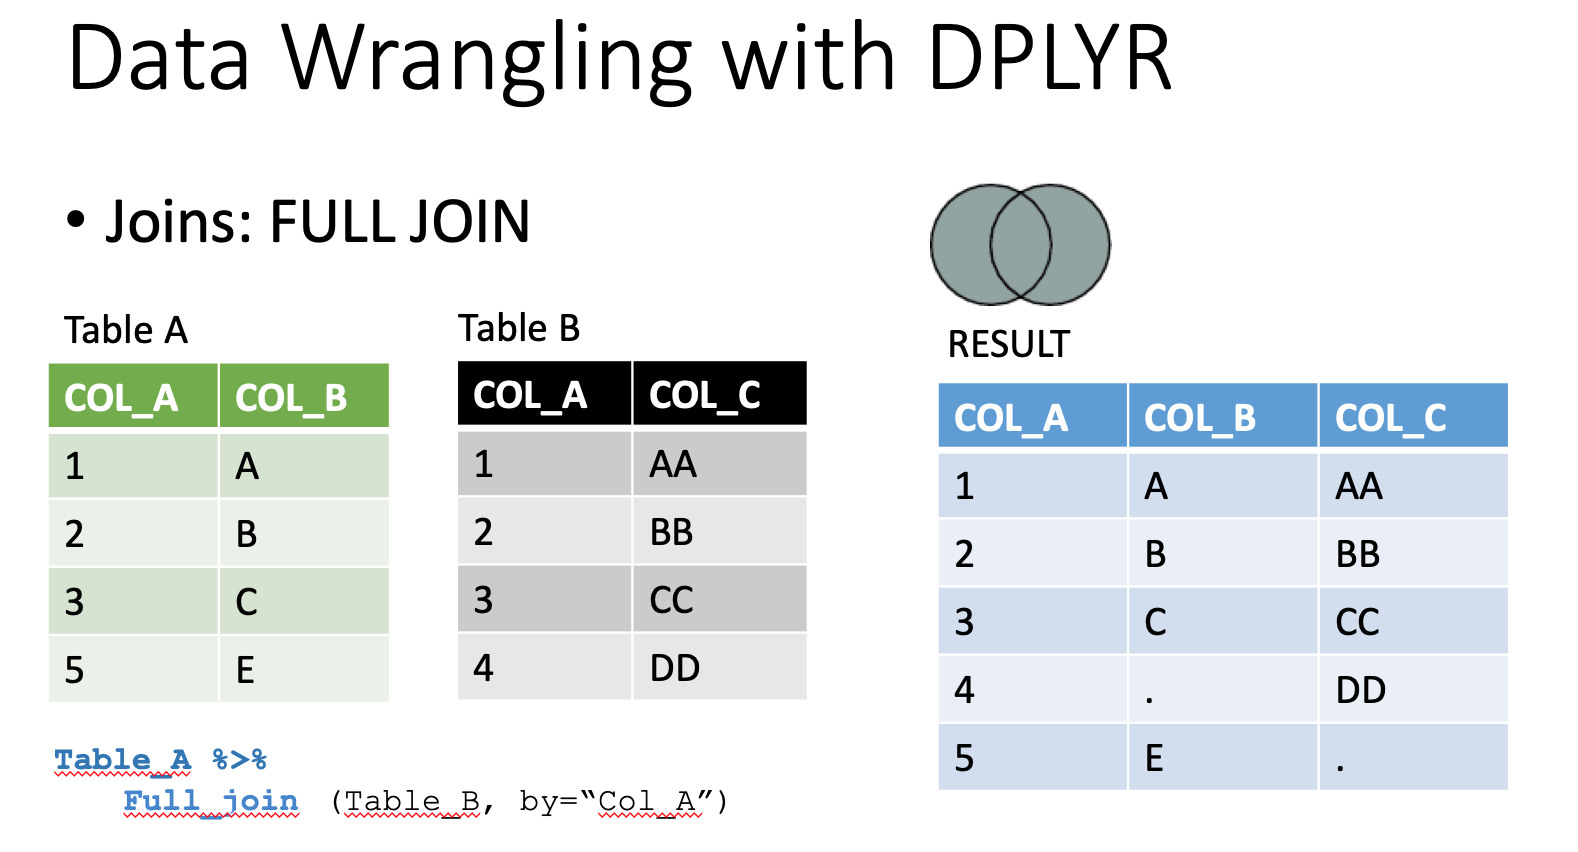 Data Wrangling with DPLYR
• Joins: FULL JOIN
Table A
COL_A COL_B
1 A
2 B
3 C
5 E
Table B
COL_A COL_C
1 AA
2 BB
3 CC
4 DD
RESULT
COL_A COL_B COL_C
1 A AA
2 B BB
3 C CC
4 . DD
5 E .
Table_A %>%
Full_join (Table_B, by=“Col_A”)